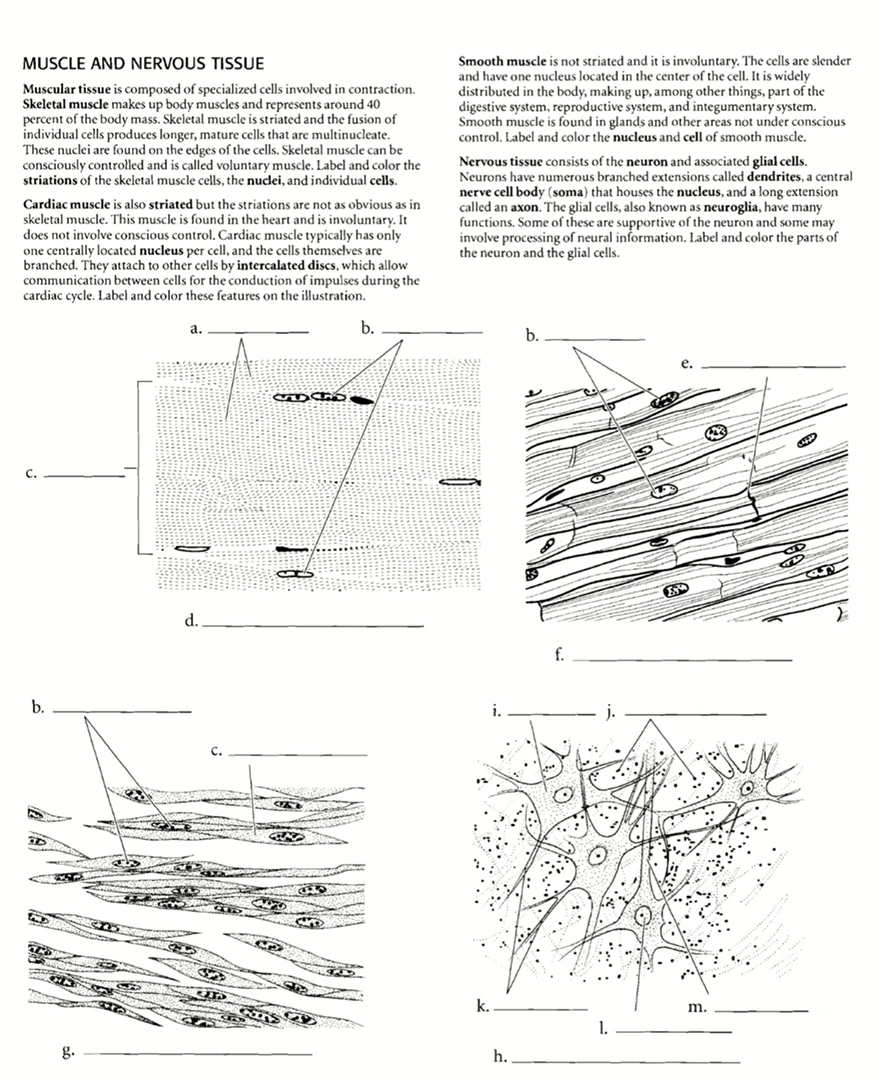 MUSCLE AND NERVOUS TISSUE
Muscular tissue is composed of specialized cells involved in contraction.
Skeletal muscle makes up body muscles and represents around 40
percent of the body mass. Skeletal muscle is striated and the fusion of
individual cells produces longer, mature cells that are multinucleate.
These nuclei are found on the edges of the cells. Skeletal muscle can be
consciously controlled and is called voluntary muscle. Label and color the
striations of the skeletal muscle cells, the nuclei, and individual cells.
Cardiac muscle is also striated but the striations are not as obvious as in
skeletal muscle. This muscle is found in the heart and is involuntary. It
does not involve conscious control. Cardiac muscle typically has only
one centrally located nucleus per cell, and the cells themselves are
branched. They attach to other cells by intercalated discs, which allow
communication between cells for the conduction of impulses during the
cardiac cycle. Label and color these features on the illustration.
Smooth muscle is not striated and it is involuntary. The cells are slender
and have one nucleus located in the center of the cell. It is widely
distributed in the body, making up, among other things, part of the
digestive system, reproductive system, and integumentary system.
Smooth muscle is found in glands and other areas not under conscious
control. Label and color the nucleus and cell of smooth muscle.
Nervous tissue consists of the neuron and associated glial cells.
Neurons have numerous branched extensions called dendrites, a central
nerve cell body (soma) that houses the nucleus, and a long extension
called an axon. The glial cells, also known as neuroglia, have many
functions. Some of these are supportive of the neuron and some may
involve processing of neural information. Label and color the parts of
the neuron and the glial cells.
a. b.
c.
d.
b.
e.
f.
b.
c.
g.
i. j.
k. m.
l.
h.